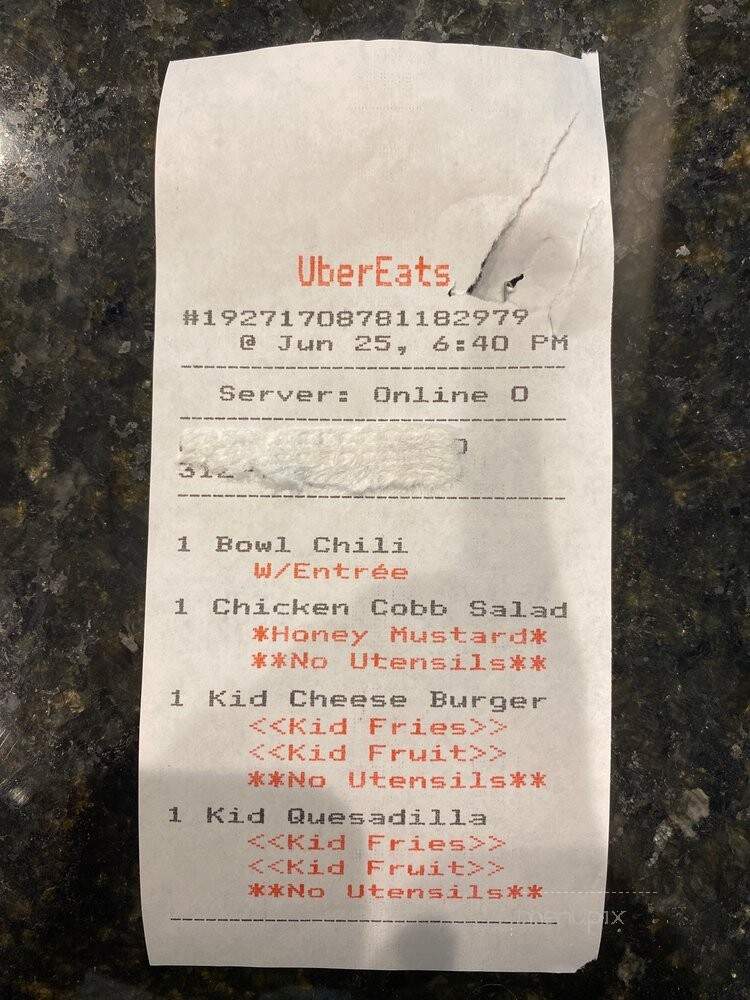 UberEats
#19271708781182979
@ Jun 25, 6:40 PM
Server: Online O
1 Bowl Chili
W/Entrée
1 Chicken Cobb Salad
*Honey Mustard*
**No Utensils**
1 Kid Cheese Burger
<<Kid Fries>>
<<Kid Fruit>>
**No Utensils**
1 Kid Quesadilla
<<Kid Fries>>
<<Kid Fruit>>
**No Utensils**
menupix